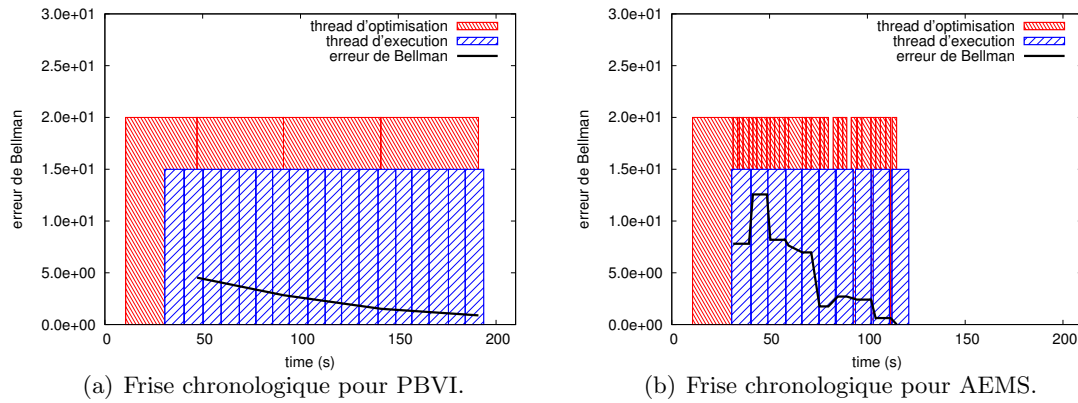 3.0e+01
2.5e+01
2.0e+01
1.5e+01
1.0e+01
5.0e+00
0.0e+00
erreur de Bellman
thread d'optimisation
thread d'execution
erreur de Bellman
0
50
100
150
200
time (s)
(a) Frise chronologique pour PBVI.
3.0e+01
2.5e+01
2.0e+01
1.5e+01
1.0e+01
5.0e+00
0.0e+00
erreur de Bellman
thread d'optimisation
thread d'execution
erreur de Bellman
0
50
100
150
200
time (s)
(b) Frise chronologique pour AEMS.